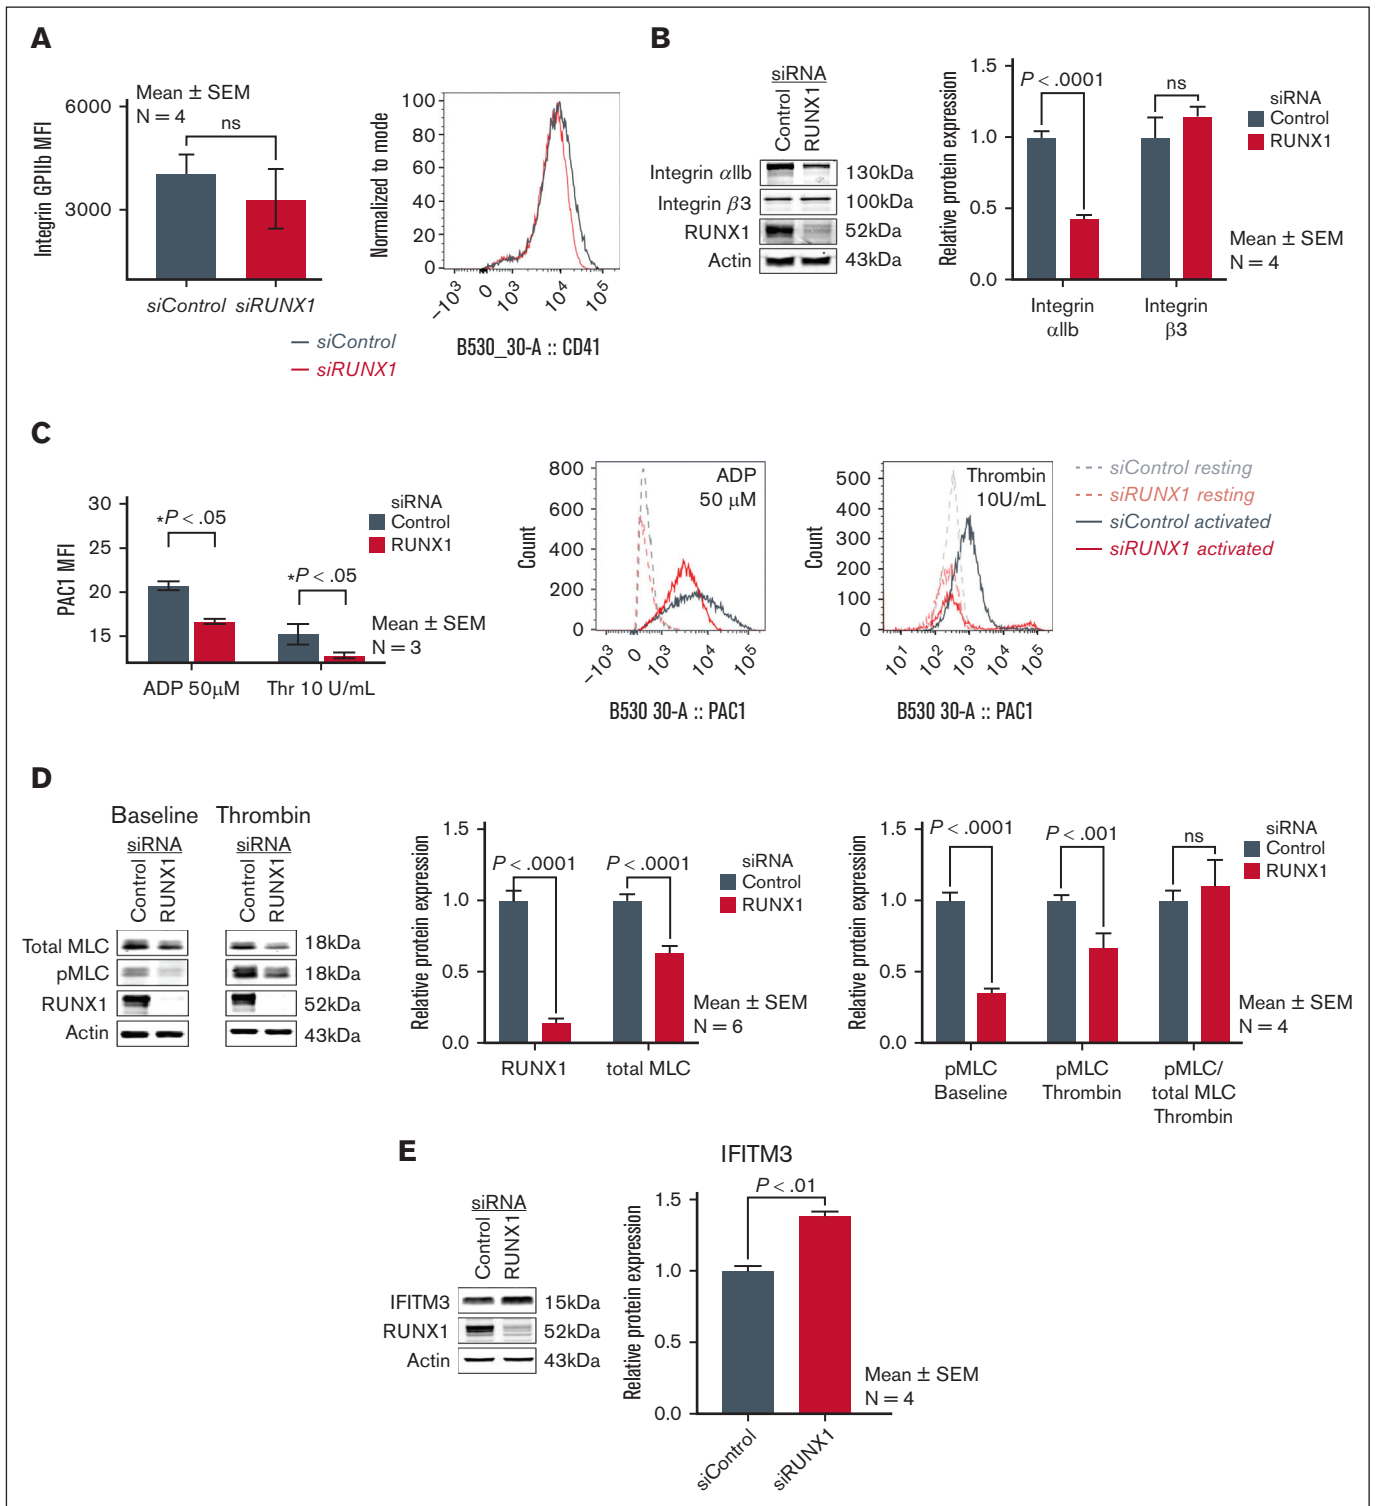 A
Integrin GPIIb MFI
6000
3000
Mean ± SEM
N = 4
ns
siControl
siRUNX1
Normalized to mode
100
80
60
40
20
0
−10³
0
10³
10⁴
10⁵
B530_30-A :: CD41
siControl
siRUNX1
B
siRNA
Control
RUNX1
Integrin αIIb
130kDa
Integrin β3
100kDa
RUNX1
52kDa
Actin
43kDa
Relative protein expression
1.5
1.0
0.5
0.0
P < .0001
ns
siRNA
Control
RUNX1
Mean ± SEM
N = 4
Integrin
αIIb
Integrin
β3
C
PAC1 MFI
30
25
20
15
*P < .05
*P < .05
siRNA
Control
RUNX1
Mean ± SEM
N = 3
ADP 50µM
Thr 10 U/mL
Count
800
600
400
200
0
ADP
50 µM
−10³
0
10³
10⁴
10⁵
B530 30-A :: PAC1
Count
500
400
300
200
100
0
Thrombin
10U/mL
10¹
10²
10³
10⁴
10⁵
B530 30-A :: PAC1
siControl resting
siRUNX1 resting
siControl activated
siRUNX1 activated
D
Baseline
Thrombin
siRNA
siRNA
Control
RUNX1
Control
RUNX1
Total MLC
18kDa
pMLC
18kDa
RUNX1
52kDa
Actin
43kDa
Relative protein expression
1.5
1.0
0.5
0.0
P < .0001
P < .0001
siRNA
Control
RUNX1
Mean ± SEM
N = 6
RUNX1
total MLC
Relative protein expression
1.5
1.0
0.5
0.0
P < .0001
P < .001
ns
siRNA
Control
RUNX1
Mean ± SEM
N = 4
pMLC
Baseline
pMLC
Thrombin
pMLC/
total MLC
Thrombin
E
siRNA
Control
RUNX1
IFITM3
15kDa
RUNX1
52kDa
Actin
43kDa
IFITM3
Relative protein expression
1.5
1.0
0.5
0.0
P < .01
Mean ± SEM
N = 4
siControl
siRUNX1